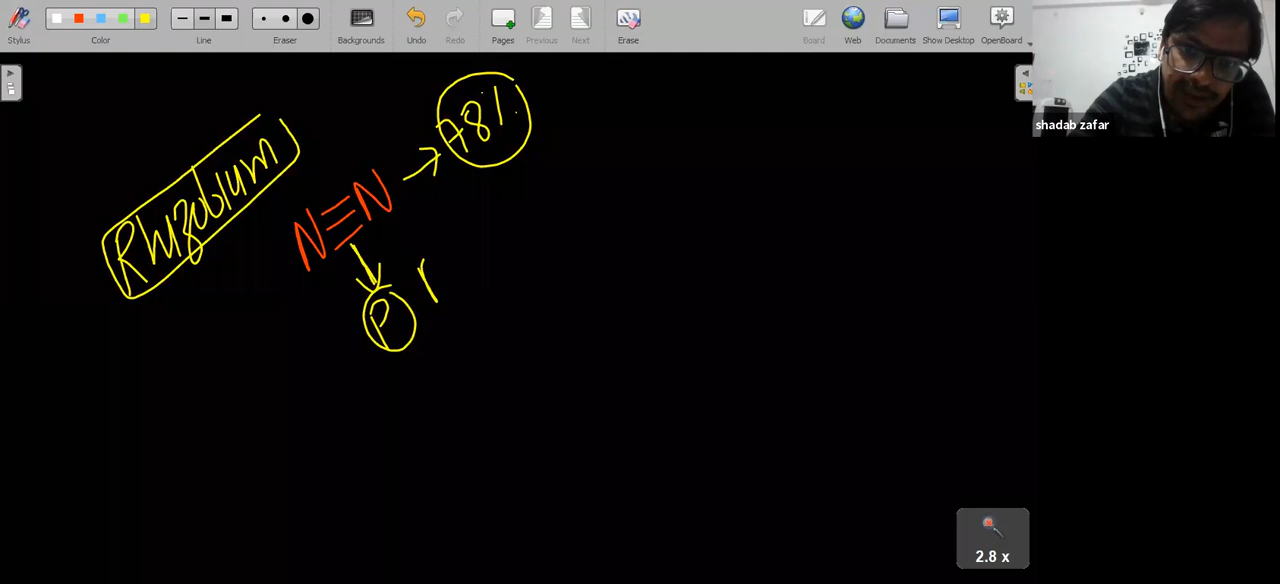 Stylus
Color
Line
Eraser
Backgrounds
Undo
Redo
Pages
Previous
Next
Erase
Board
Web
Documents
Show Desktop
OpenBoard
shadab zafar
78%
Rhizobium
N≡N
P
2.8 x